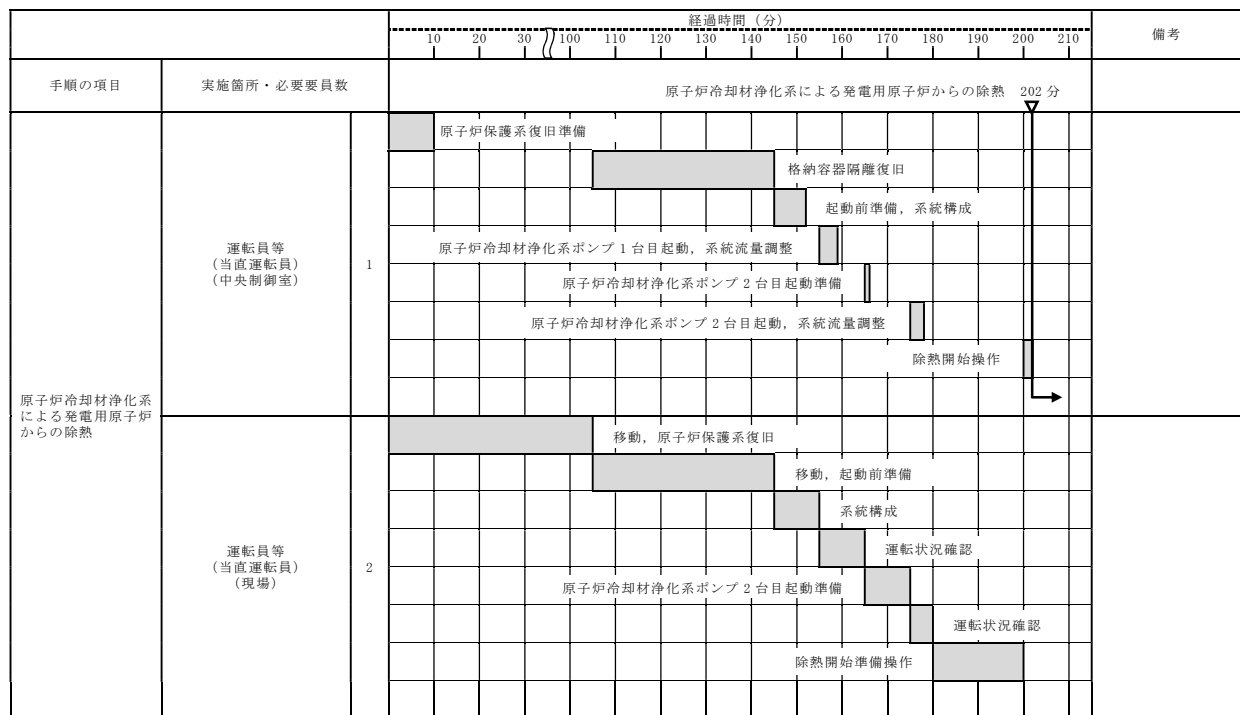 経過時間（分）
10 20 30 100 110 120 130 140 150 160 170 180 190 200 210
備考
手順の項目
実施箇所・必要要員数
原子炉冷却材浄化系による発電用原子炉からの除熱 202 分
原子炉保護系復旧準備
格納容器隔離復旧
起動前準備，系統構成
原子炉冷却材浄化系ポンプ 1 台目起動，系統流量調整
運転員等
（当直運転員）
（中央制御室）
1
原子炉冷却材浄化系ポンプ 2 台目起動準備
原子炉冷却材浄化系ポンプ 2 台目起動，系統流量調整
除熱開始操作
原子炉冷却材浄化系
による発電用原子炉
からの除熱
移動，原子炉保護系復旧
移動，起動前準備
系統構成
運転員等
（当直運転員）
（現場）
2
運転状況確認
原子炉冷却材浄化系ポンプ 2 台目起動準備
運転状況確認
除熱開始準備操作